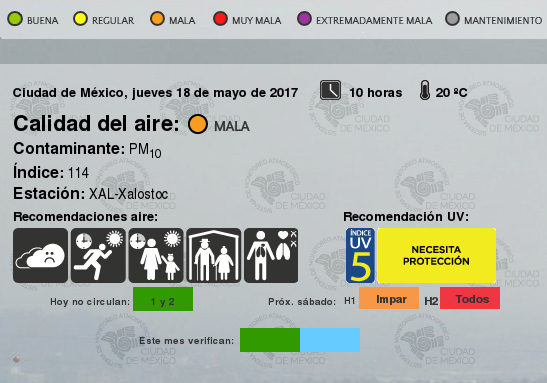 BUENA REGULAR MALA MUY MALA EXTREMADAMENTE MALA MANTENIMIENTO
Ciudad de México, jueves 18 de mayo de 2017 10 horas 20 ºC
Calidad del aire: MALA
Contaminante: PM10
Índice: 114
Estación: XAL-Xalostoc
Recomendaciones aire: Recomendación UV:
ÍNDICE
UV
5
NECESITA
PROTECCIÓN
Hoy no circulan: 1 y 2 Próx. sábado: H1 Impar H2 Todos
Este mes verifican: